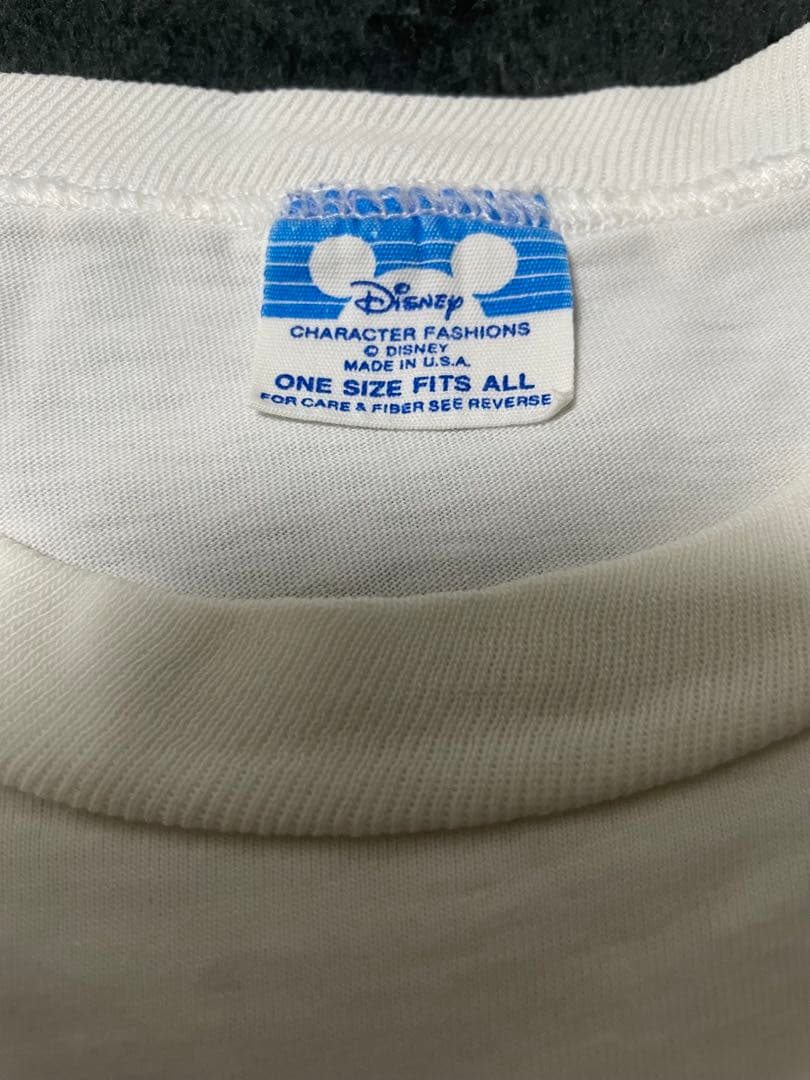 Disney
CHARACTER FASHIONS
© DISNEY
MADE IN U.S.A.
ONE SIZE FITS ALL
FOR CARE & FIBER SEE REVERSE